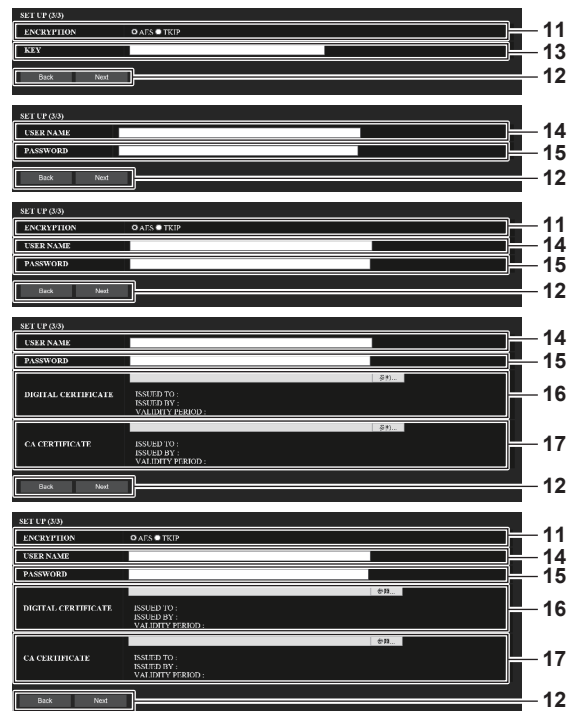 SET UP (3/3)
ENCRYPTION AES TKIP 11
KEY 13
Back Next 12
SET UP (3/3)
USER NAME 14
PASSWORD 15
Back Next 12
SET UP (3/3)
ENCRYPTION AES TKIP 11
USER NAME 14
PASSWORD 15
Back Next 12
SET UP (3/3)
USER NAME 14
PASSWORD 15
参照...
DIGITAL CERTIFICATE ISSUED TO : 16
ISSUED BY :
VALIDITY PERIOD :
参照...
CA CERTIFICATE ISSUED TO : 17
ISSUED BY :
VALIDITY PERIOD :
Back Next 12
SET UP (3/3)
ENCRYPTION AES TKIP 11
USER NAME 14
PASSWORD 15
参照...
DIGITAL CERTIFICATE ISSUED TO : 16
ISSUED BY :
VALIDITY PERIOD :
参照...
CA CERTIFICATE ISSUED TO : 17
ISSUED BY :
VALIDITY PERIOD :
Back Next 12